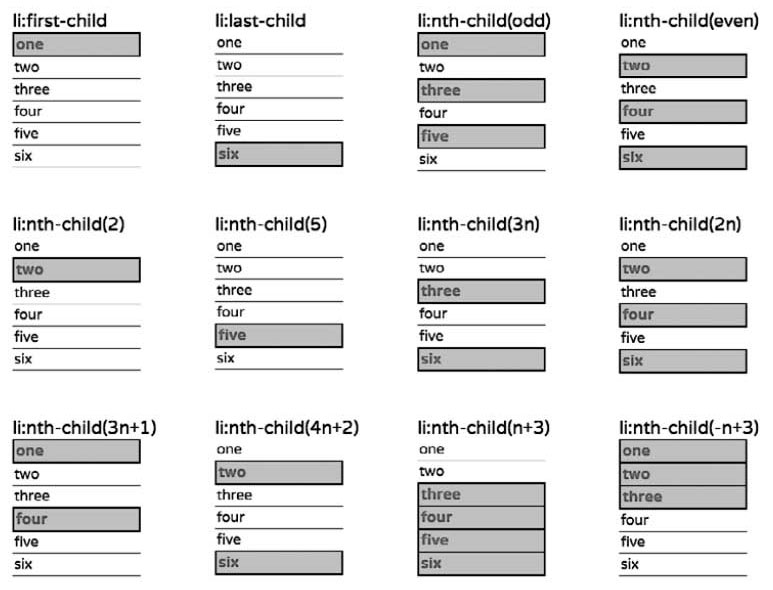 li:first-child
one
two
three
four
five
six
li:last-child
one
two
three
four
five
six
li:nth-child(odd)
one
two
three
four
five
six
li:nth-child(even)
one
two
three
four
five
six
li:nth-child(2)
one
two
three
four
five
six
li:nth-child(5)
one
two
three
four
five
six
li:nth-child(3n)
one
two
three
four
five
six
li:nth-child(2n)
one
two
three
four
five
six
li:nth-child(3n+1)
one
two
three
four
five
six
li:nth-child(4n+2)
one
two
three
four
five
six
li:nth-child(n+3)
one
two
three
four
five
six
li:nth-child(-n+3)
one
two
three
four
five
six